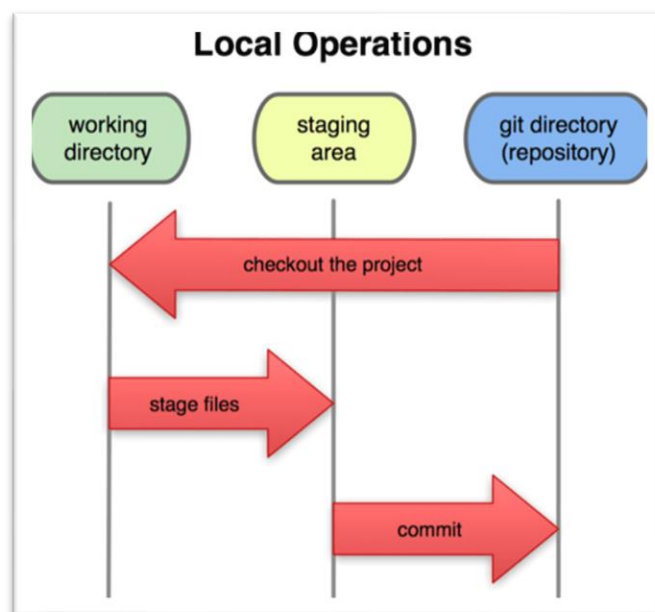 Local Operations
working
directory
staging
area
git directory
(repository)
checkout the project
stage files
commit